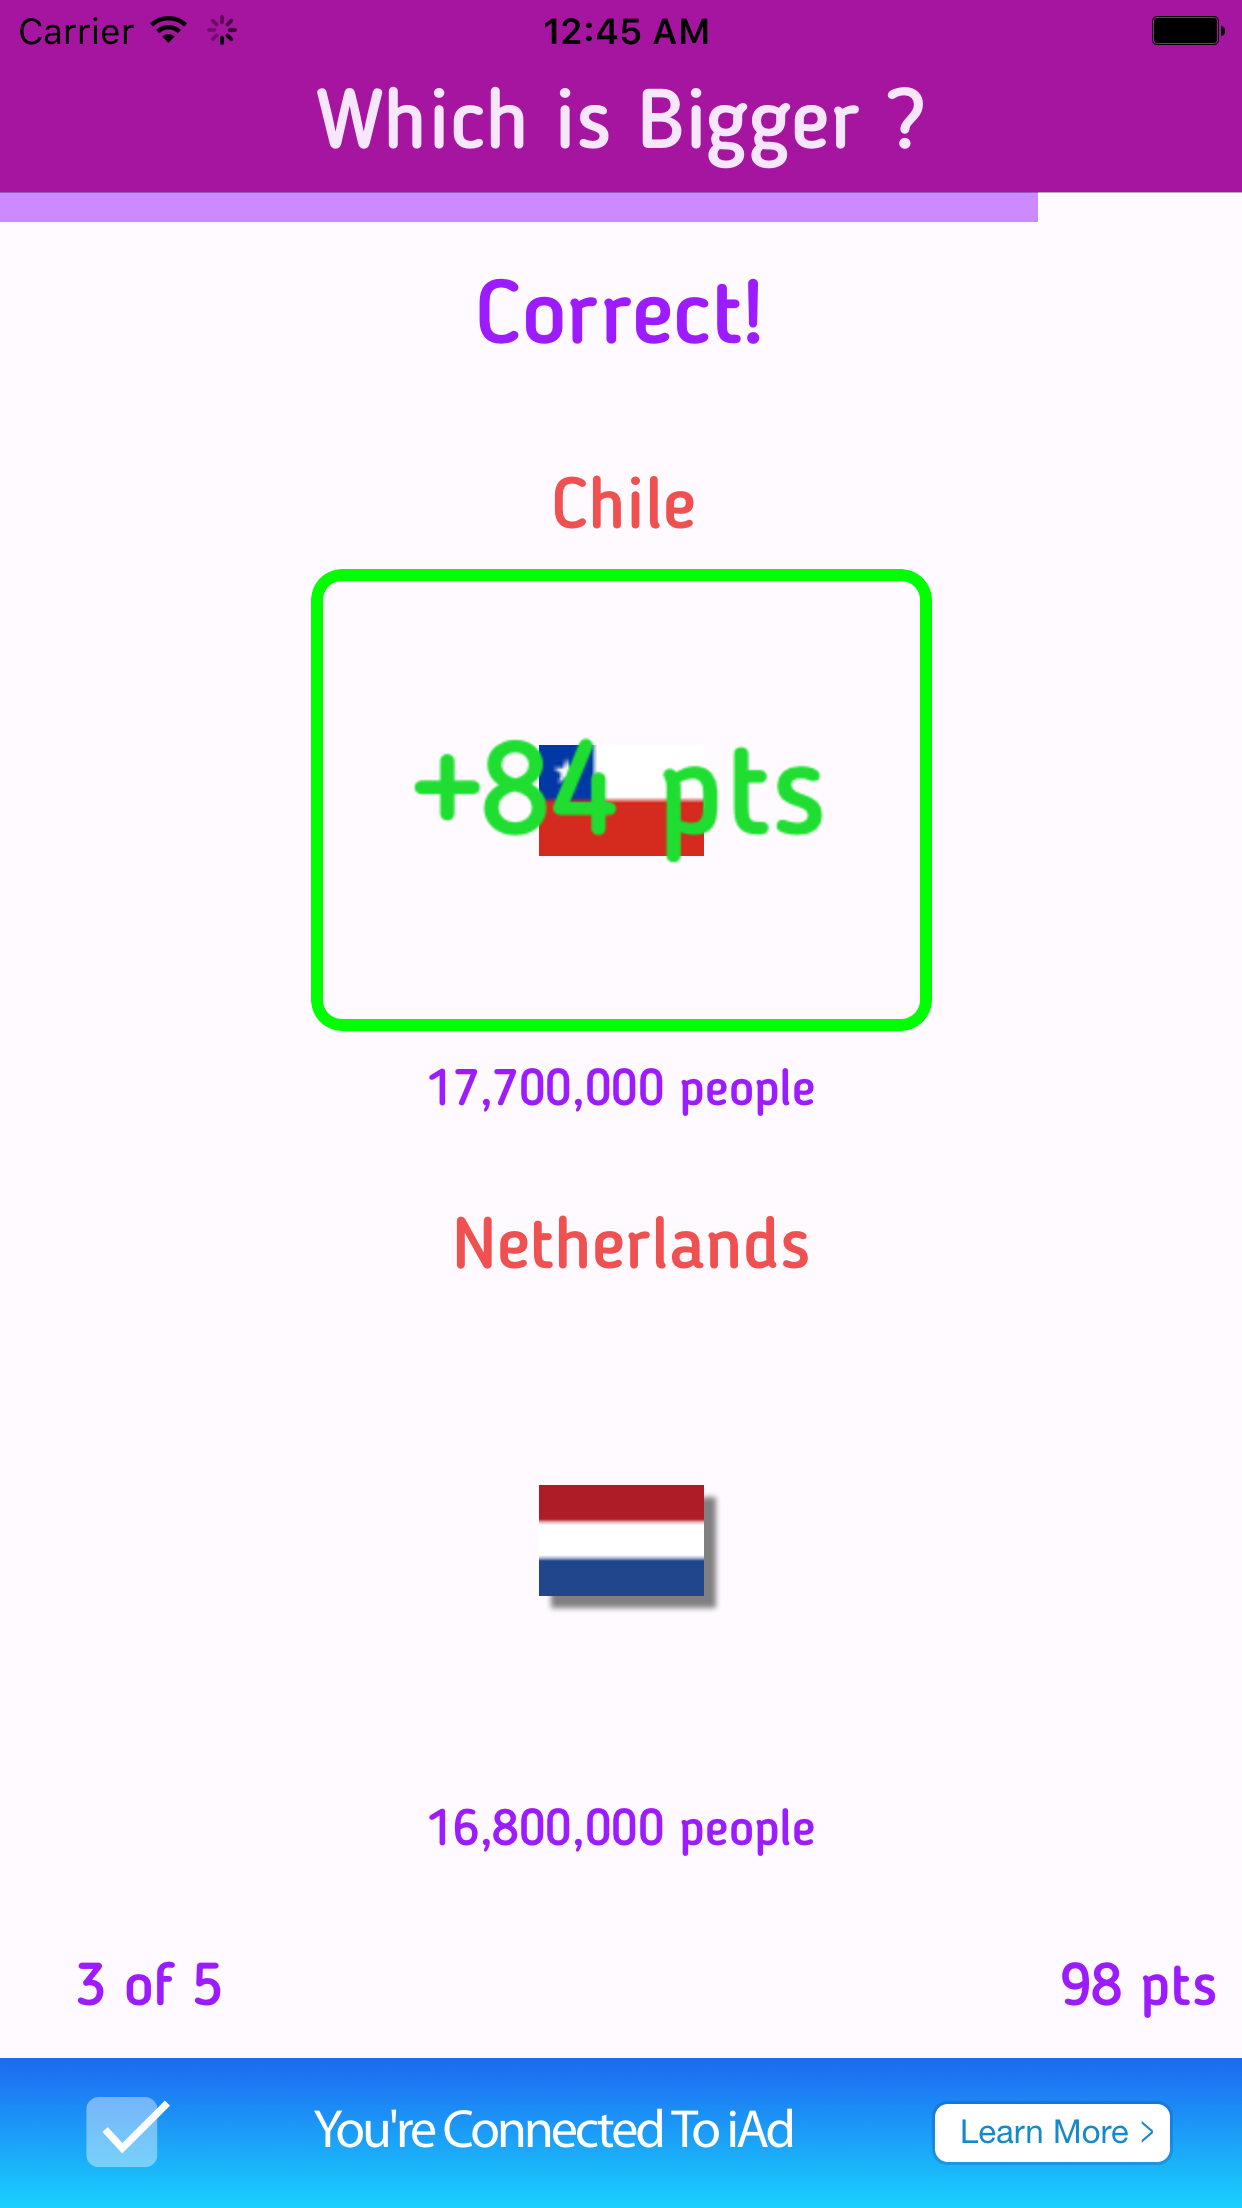 Carrier 12:45 AM
Which is Bigger ?
Correct!
Chile
+84 pts
17,700,000 people
Netherlands
16,800,000 people
3 of 5 98 pts
You're Connected To iAd Learn More >